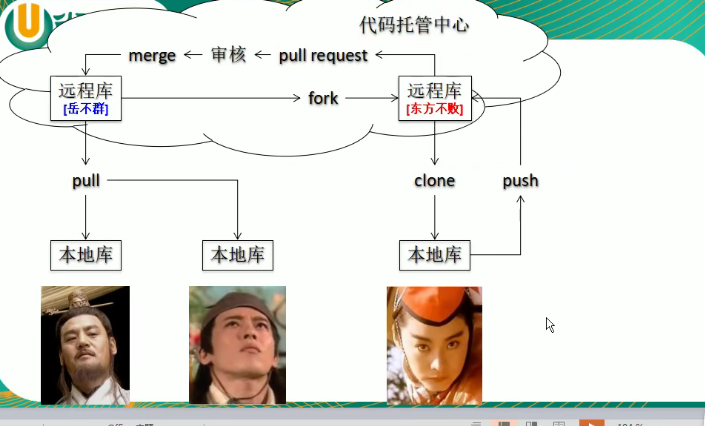 代码托管中心
merge
审核
pull request
远程库
[岳不群]
fork
远程库
[东方不败]
pull
clone
push
本地库
本地库
本地库